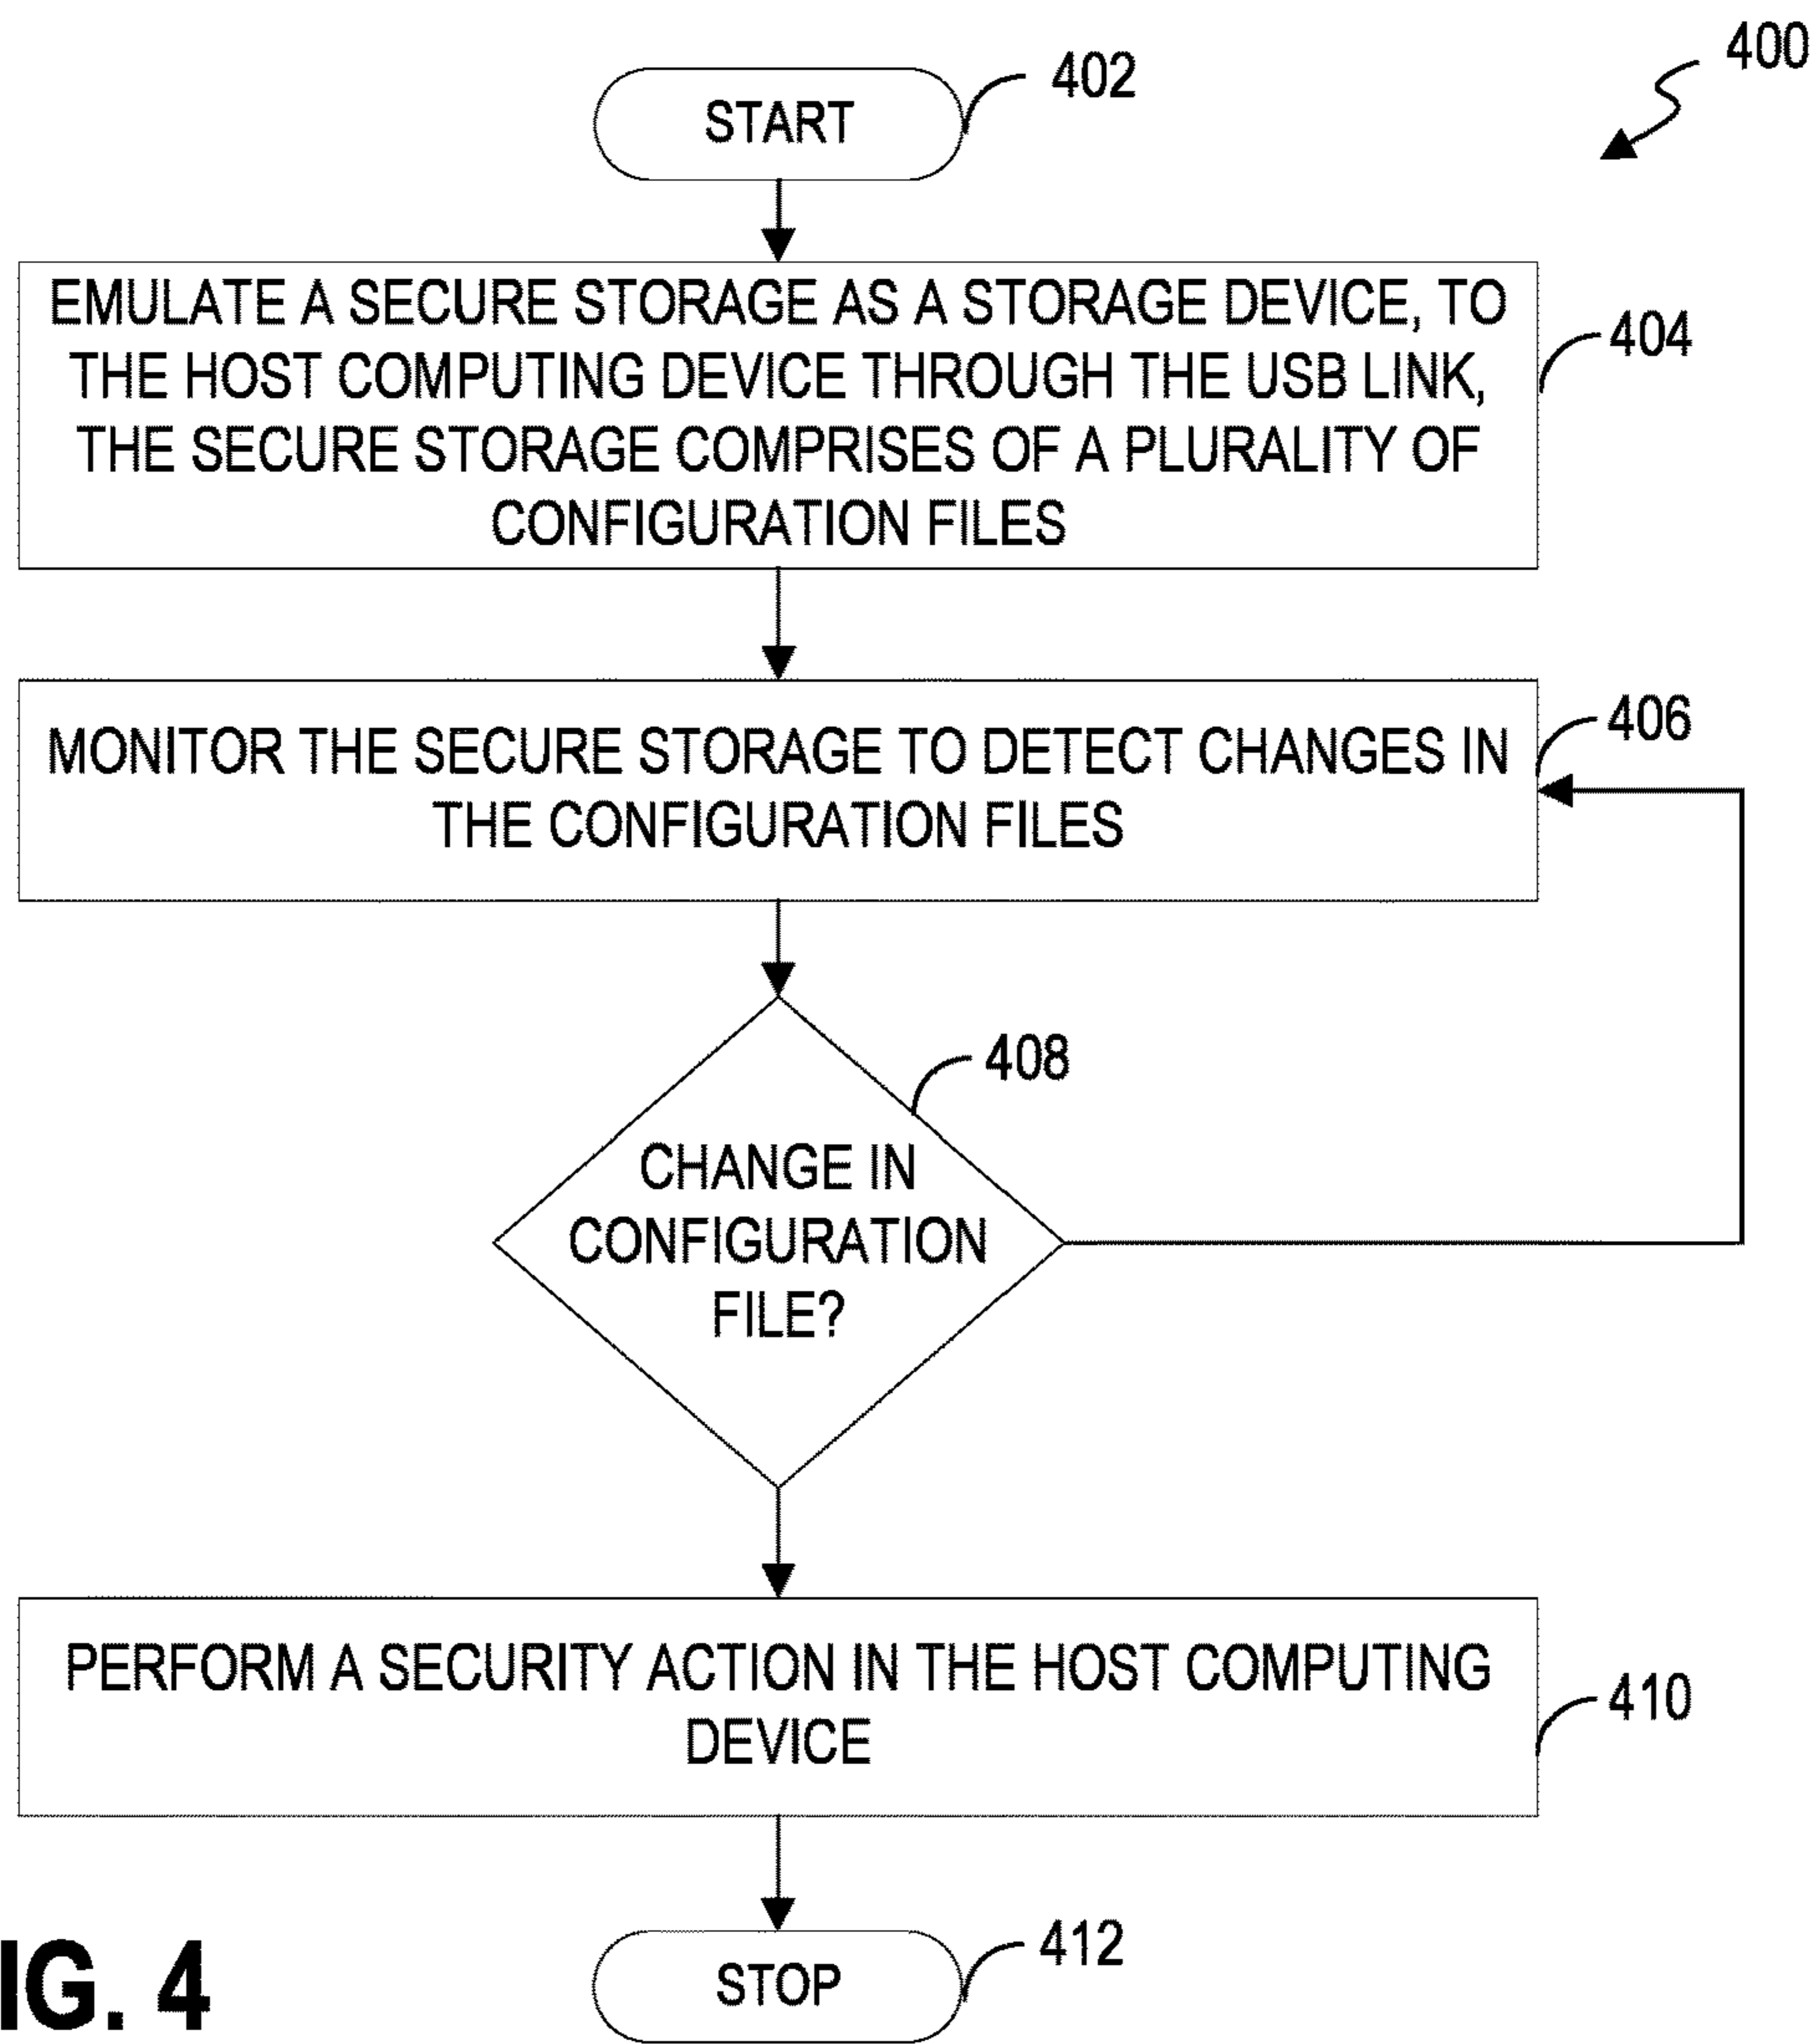 400
402
START
EMULATE A SECURE STORAGE AS A STORAGE DEVICE, TO
THE HOST COMPUTING DEVICE THROUGH THE USB LINK,
THE SECURE STORAGE COMPRISES OF A PLURALITY OF
CONFIGURATION FILES
404
MONITOR THE SECURE STORAGE TO DETECT CHANGES IN
THE CONFIGURATION FILES
406
408
CHANGE IN
CONFIGURATION
FILE?
PERFORM A SECURITY ACTION IN THE HOST COMPUTING
DEVICE
410
412
STOP
IG. 4